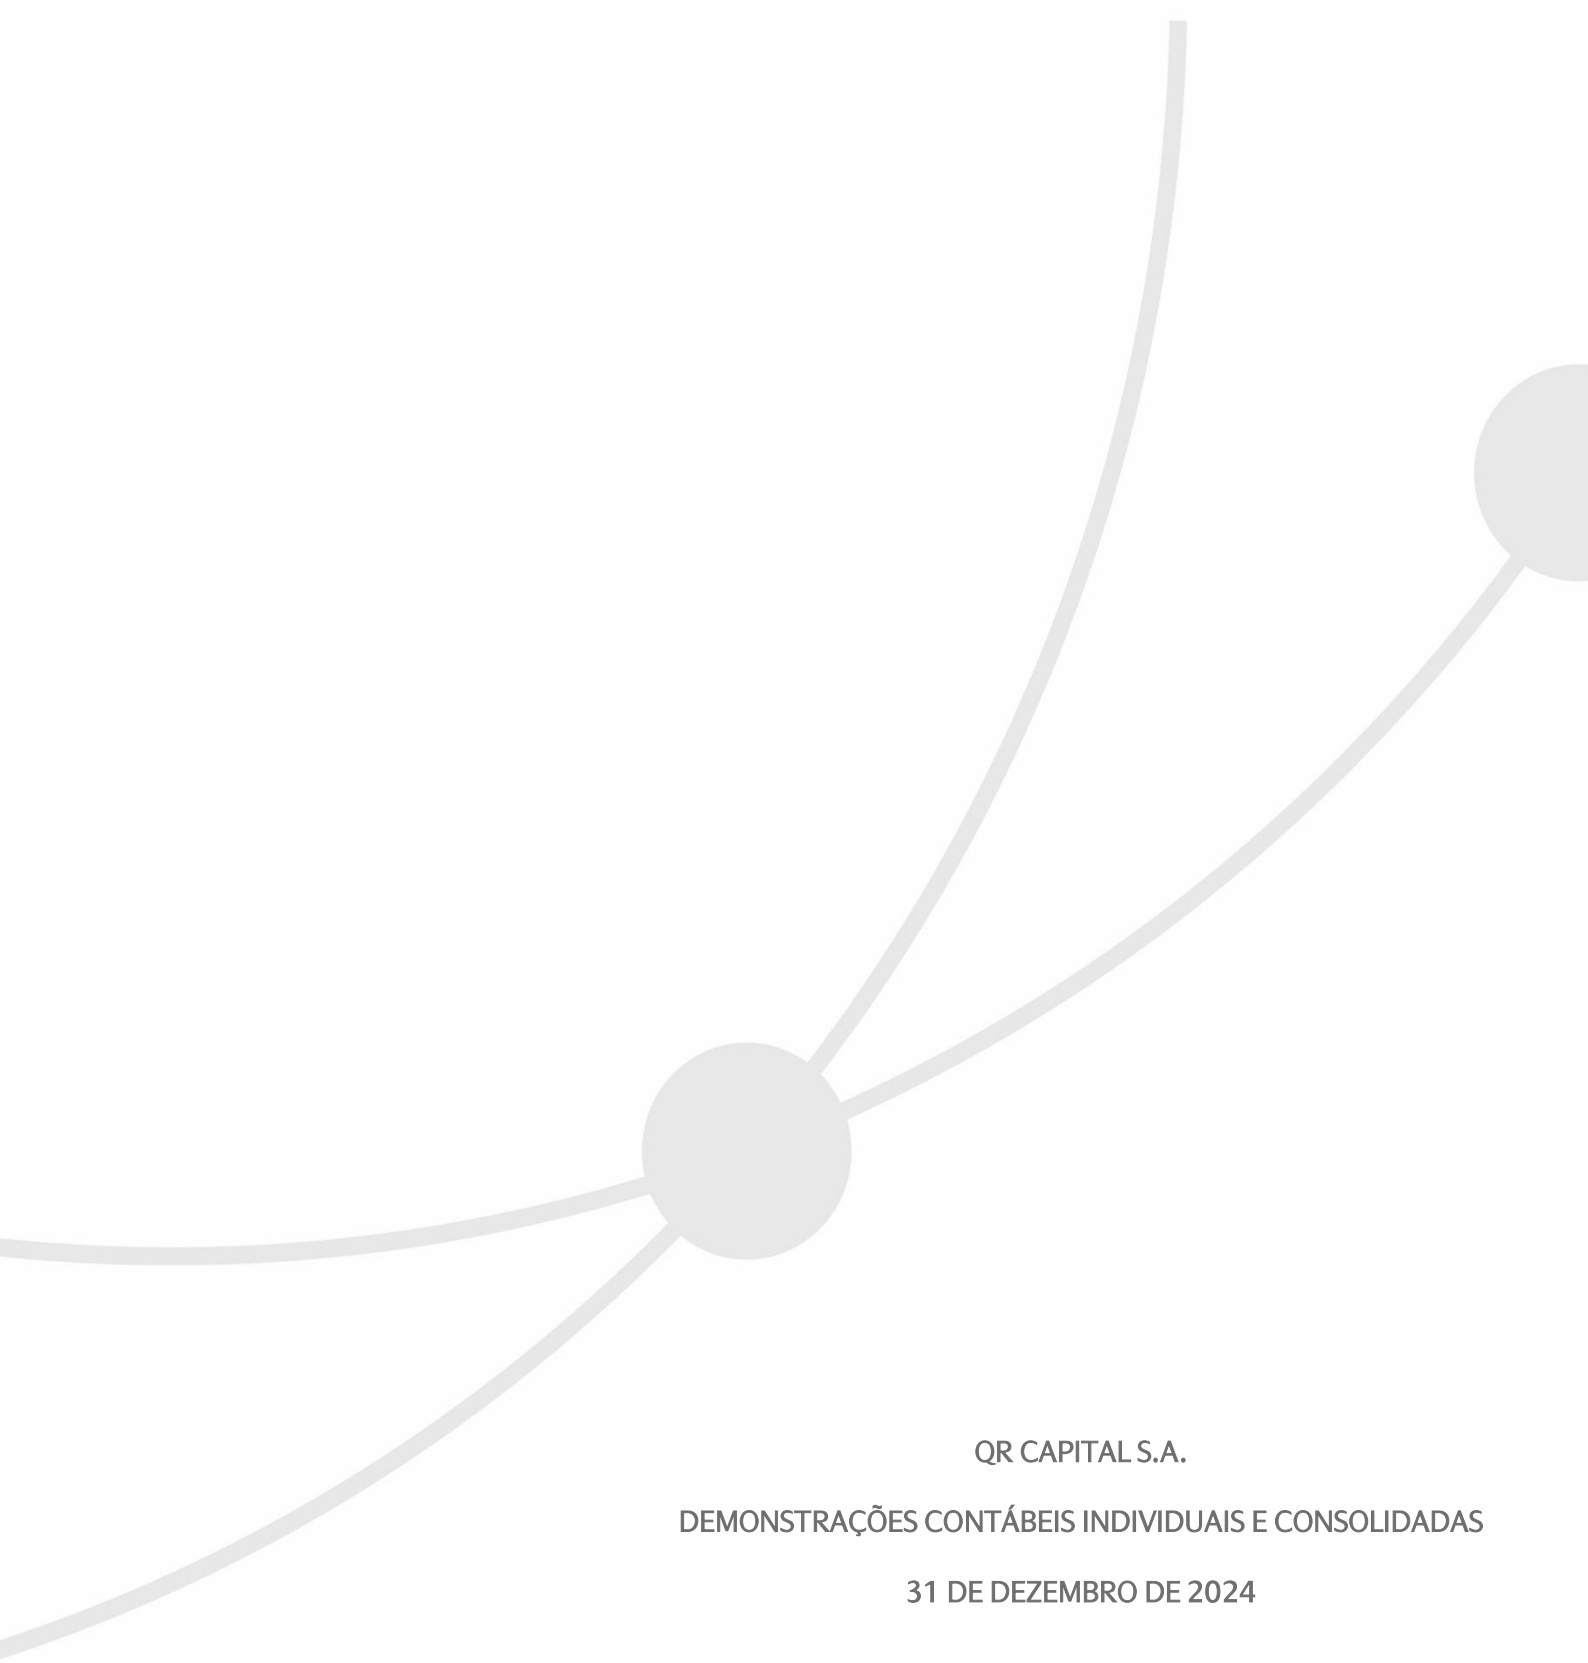 QR CAPITAL S.A.
DEMONSTRAÇÕES CONTÁBEIS INDIVIDUAIS E CONSOLIDADAS
31 DE DEZEMBRO DE 2024